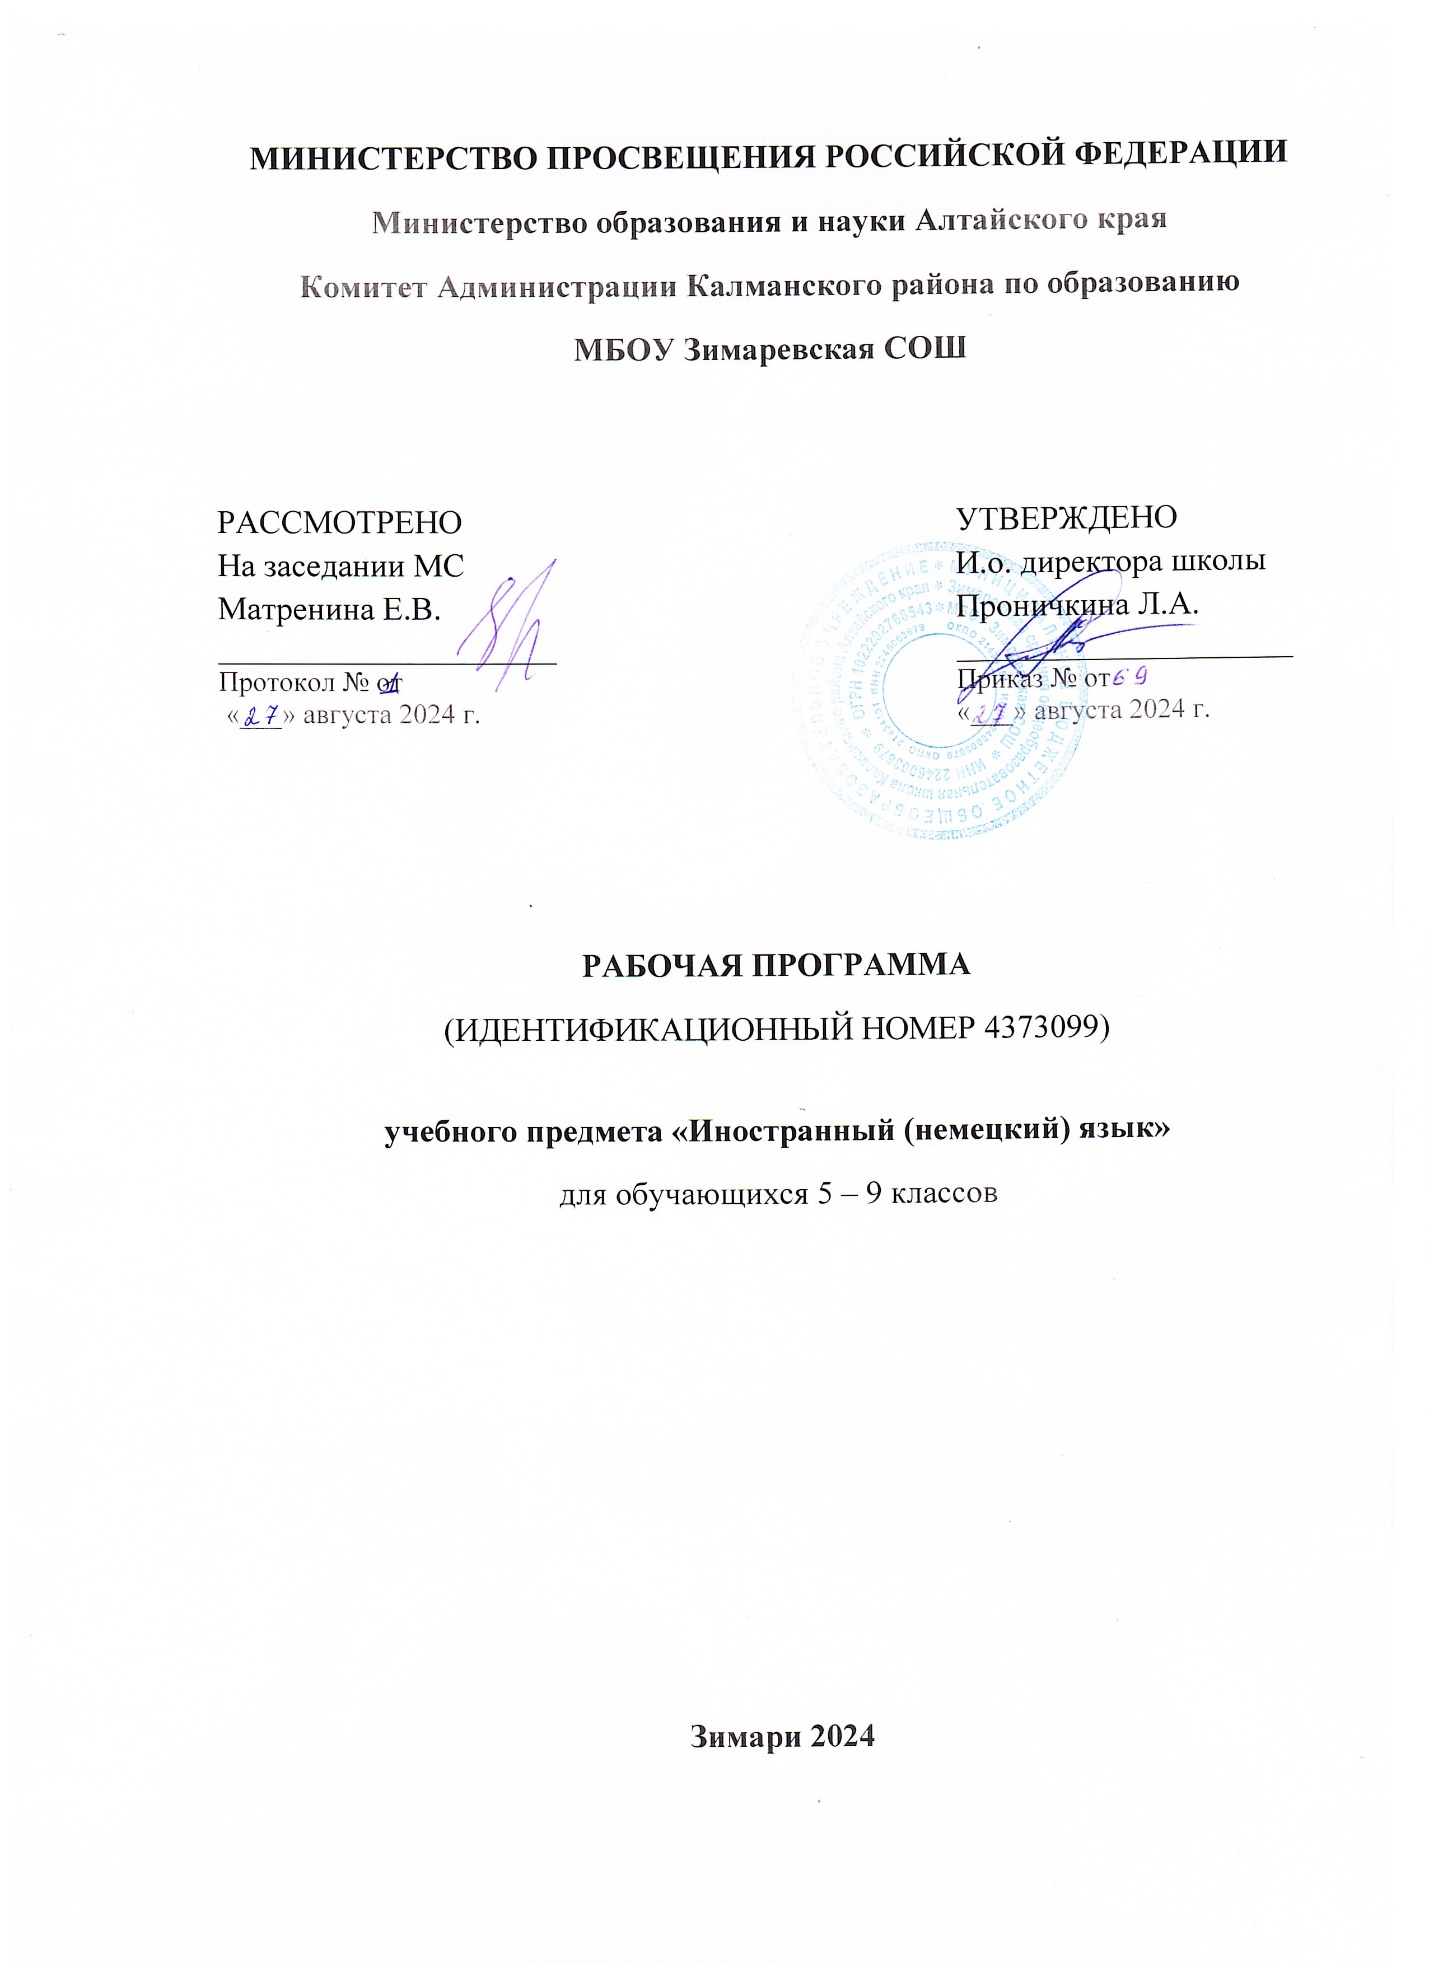 МИНИСТЕРСТВО ПРОСВЕЩЕНИЯ РОССИЙСКОЙ ФЕДЕРАЦИИ
Министерство образования и науки Алтайского края
Комитет Администрации Калманского района по образованию
МБОУ Зимаревская СОШ
РАССМОТРЕНО
На заседании МС
Матренина Е.В.
Протокол № от 1
«27» августа 2024 г.
УТВЕРЖДЕНО
И.о. директора школы
Проничкина Л.А.
Приказ № от 69
«27» августа 2024 г.
РАБОЧАЯ ПРОГРАММА
(ИДЕНТИФИКАЦИОННЫЙ НОМЕР 4373099)
учебного предмета «Иностранный (немецкий) язык»
для обучающихся 5 – 9 классов
Зимари 2024